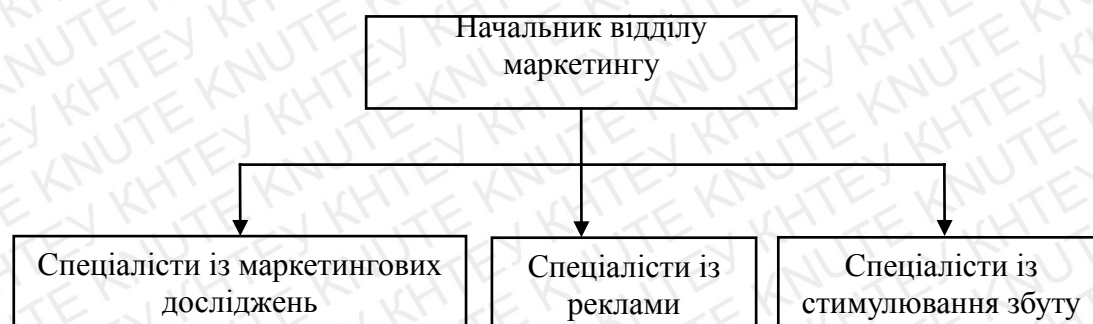 Начальник відділу
маркетингу
Спеціалісти із маркетингових
досліджень
Спеціалісти із
реклами
Спеціалісти із
стимулювання збуту